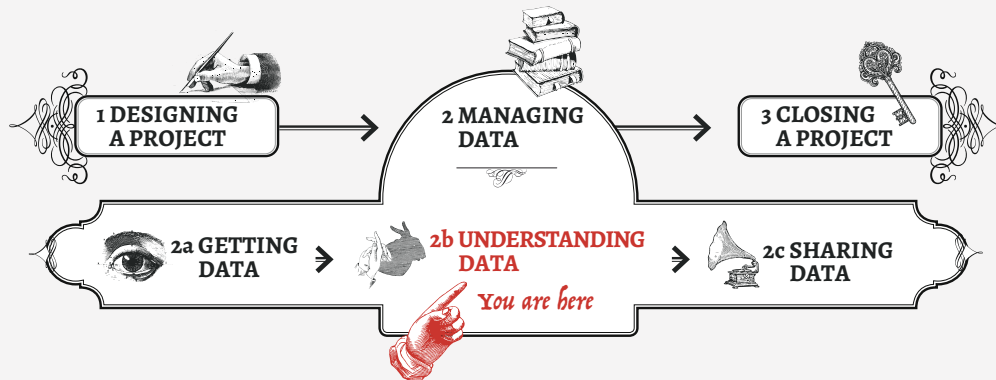 1 DESIGNING
A PROJECT
2 MANAGING
DATA
3 CLOSING
A PROJECT
2a GETTING
DATA
2b UNDERSTANDING
DATA
2c SHARING
DATA
You are here